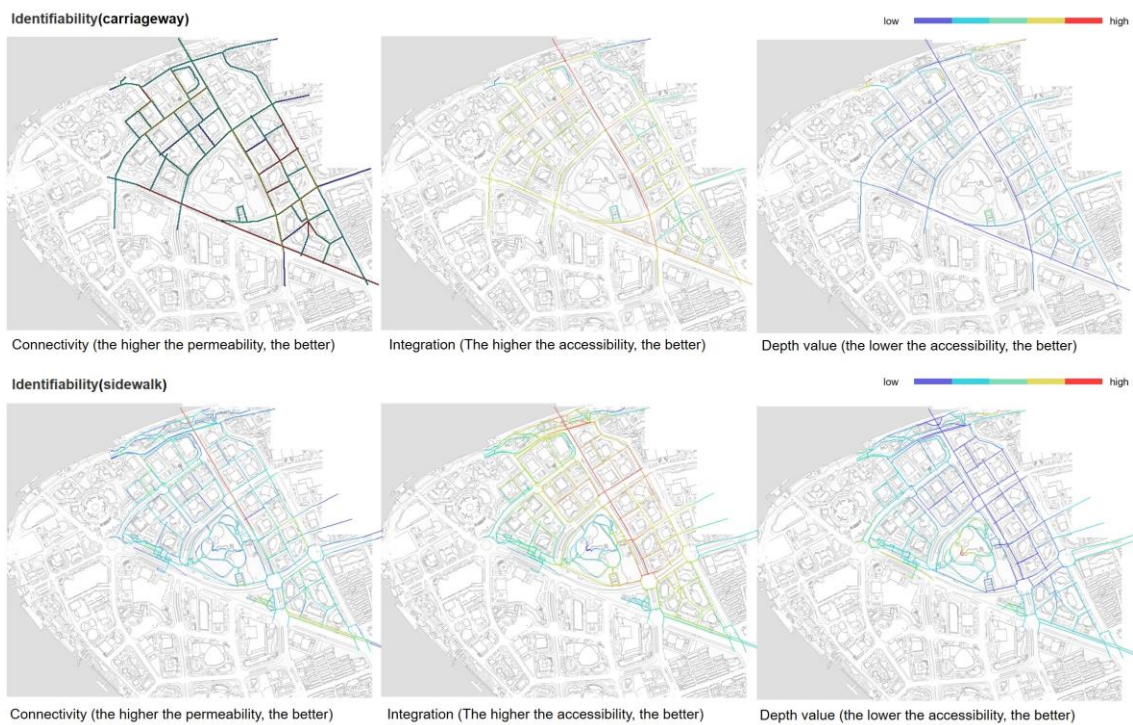 Identifiability(carriageway)
low high
Connectivity (the higher the permeability, the better)
Integration (The higher the accessibility, the better)
Depth value (the lower the accessibility, the better)
Identifiability(sidewalk)
low high
Connectivity (the higher the permeability, the better)
Integration (The higher the accessibility, the better)
Depth value (the lower the accessibility, the better)